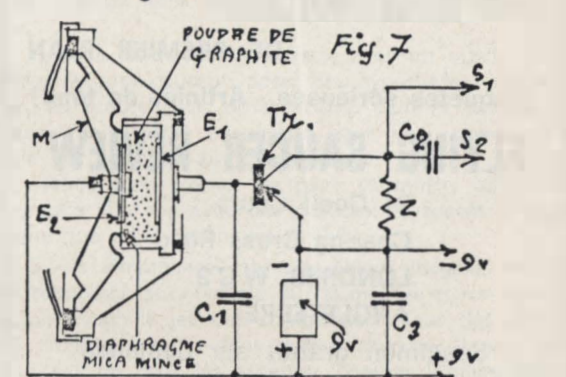 POUDRE DE
GRAPHITE
Fig. 7
S1
M
E1
Tr.
C2
S2
E2
Z
- 9v
-
C1
9v
C3
DIAPHRAGME
MICA MINCE
+
+ 9v